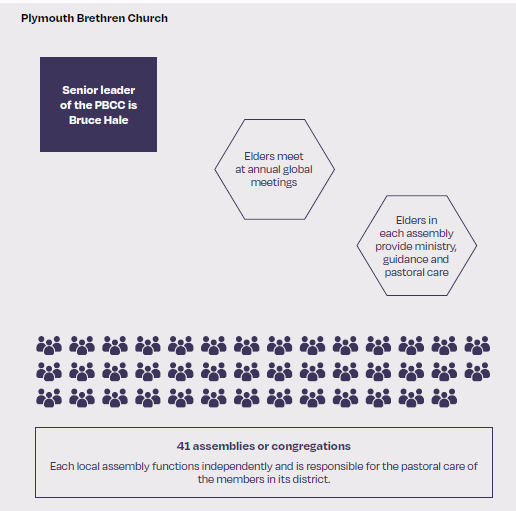 Plymouth Brethren Church
Senior leader
of the PBCC is
Bruce Hale
Elders meet
at annual global
meetings
Elders in
each assembly
provide ministry,
guidance and
pastoral care
41 assemblies or congregations
Each local assembly functions independently and is responsible for the pastoral care of
the members in its district.